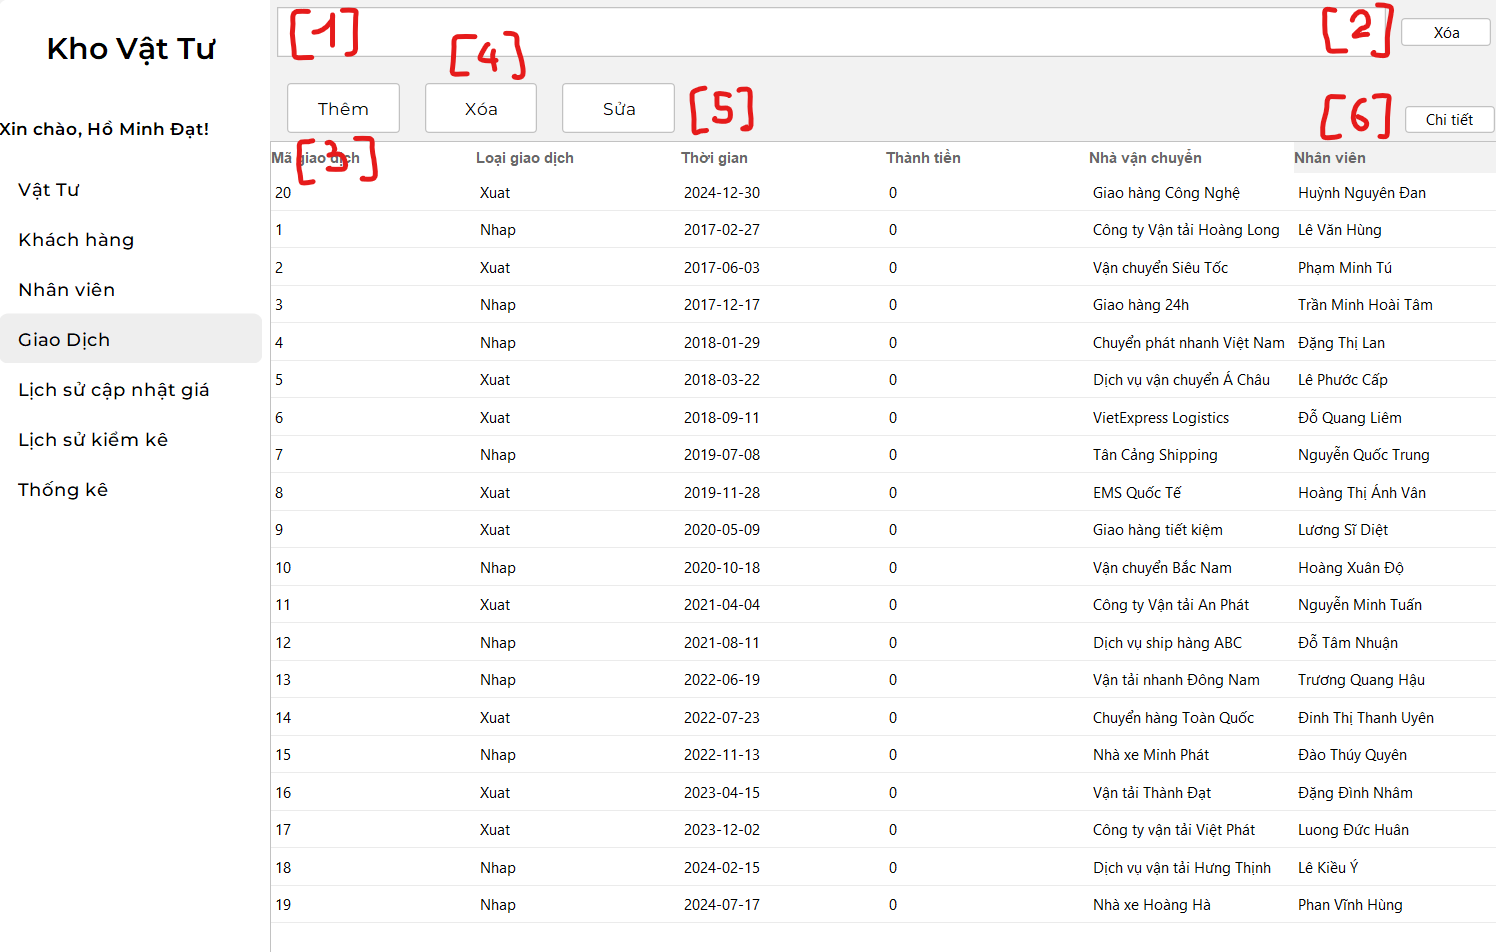 Kho Vật Tư
Xin chào, Hồ Minh Đạt!
Vật Tư
Khách hàng
Nhân viên
Giao Dịch
Lịch sử cập nhật giá
Lịch sử kiểm kê
Thống kê
[1] [2] Xóa
[4]
Thêm Xóa Sửa [5] [6] Chi tiết
[3]
Mã giao dịch Loại giao dịch Thời gian Thành tiền Nhà vận chuyển Nhân viên
20 Xuat 2024-12-30 0 Giao hàng Công Nghệ Huỳnh Nguyên Đan
1 Nhap 2017-02-27 0 Công ty Vận tải Hoàng Long Lê Văn Hùng
2 Xuat 2017-06-03 0 Vận chuyển Siêu Tốc Phạm Minh Tú
3 Nhap 2017-12-17 0 Giao hàng 24h Trần Minh Hoài Tâm
4 Nhap 2018-01-29 0 Chuyển phát nhanh Việt Nam Đặng Thị Lan
5 Xuat 2018-03-22 0 Dịch vụ vận chuyển Á Châu Lê Phước Cấp
6 Xuat 2018-09-11 0 VietExpress Logistics Đỗ Quang Liêm
7 Nhap 2019-07-08 0 Tân Cảng Shipping Nguyễn Quốc Trung
8 Xuat 2019-11-28 0 EMS Quốc Tế Hoàng Thị Ánh Vân
9 Xuat 2020-05-09 0 Giao hàng tiết kiệm Lương Sĩ Diệt
10 Nhap 2020-10-18 0 Vận chuyển Bắc Nam Hoàng Xuân Độ
11 Xuat 2021-04-04 0 Công ty Vận tải An Phát Nguyễn Minh Tuấn
12 Nhap 2021-08-11 0 Dịch vụ ship hàng ABC Đỗ Tâm Nhuận
13 Nhap 2022-06-19 0 Vận tải nhanh Đông Nam Trương Quang Hậu
14 Xuat 2022-07-23 0 Chuyển hàng Toàn Quốc Đinh Thị Thanh Uyên
15 Nhap 2022-11-13 0 Nhà xe Minh Phát Đào Thúy Quyên
16 Xuat 2023-04-15 0 Vận tải Thành Đạt Đặng Đình Nhâm
17 Xuat 2023-12-02 0 Công ty vận tải Việt Phát Luong Đức Huân
18 Nhap 2024-02-15 0 Dịch vụ vận tải Hưng Thịnh Lê Kiều Ý
19 Nhap 2024-07-17 0 Nhà xe Hoàng Hà Phan Vĩnh Hùng